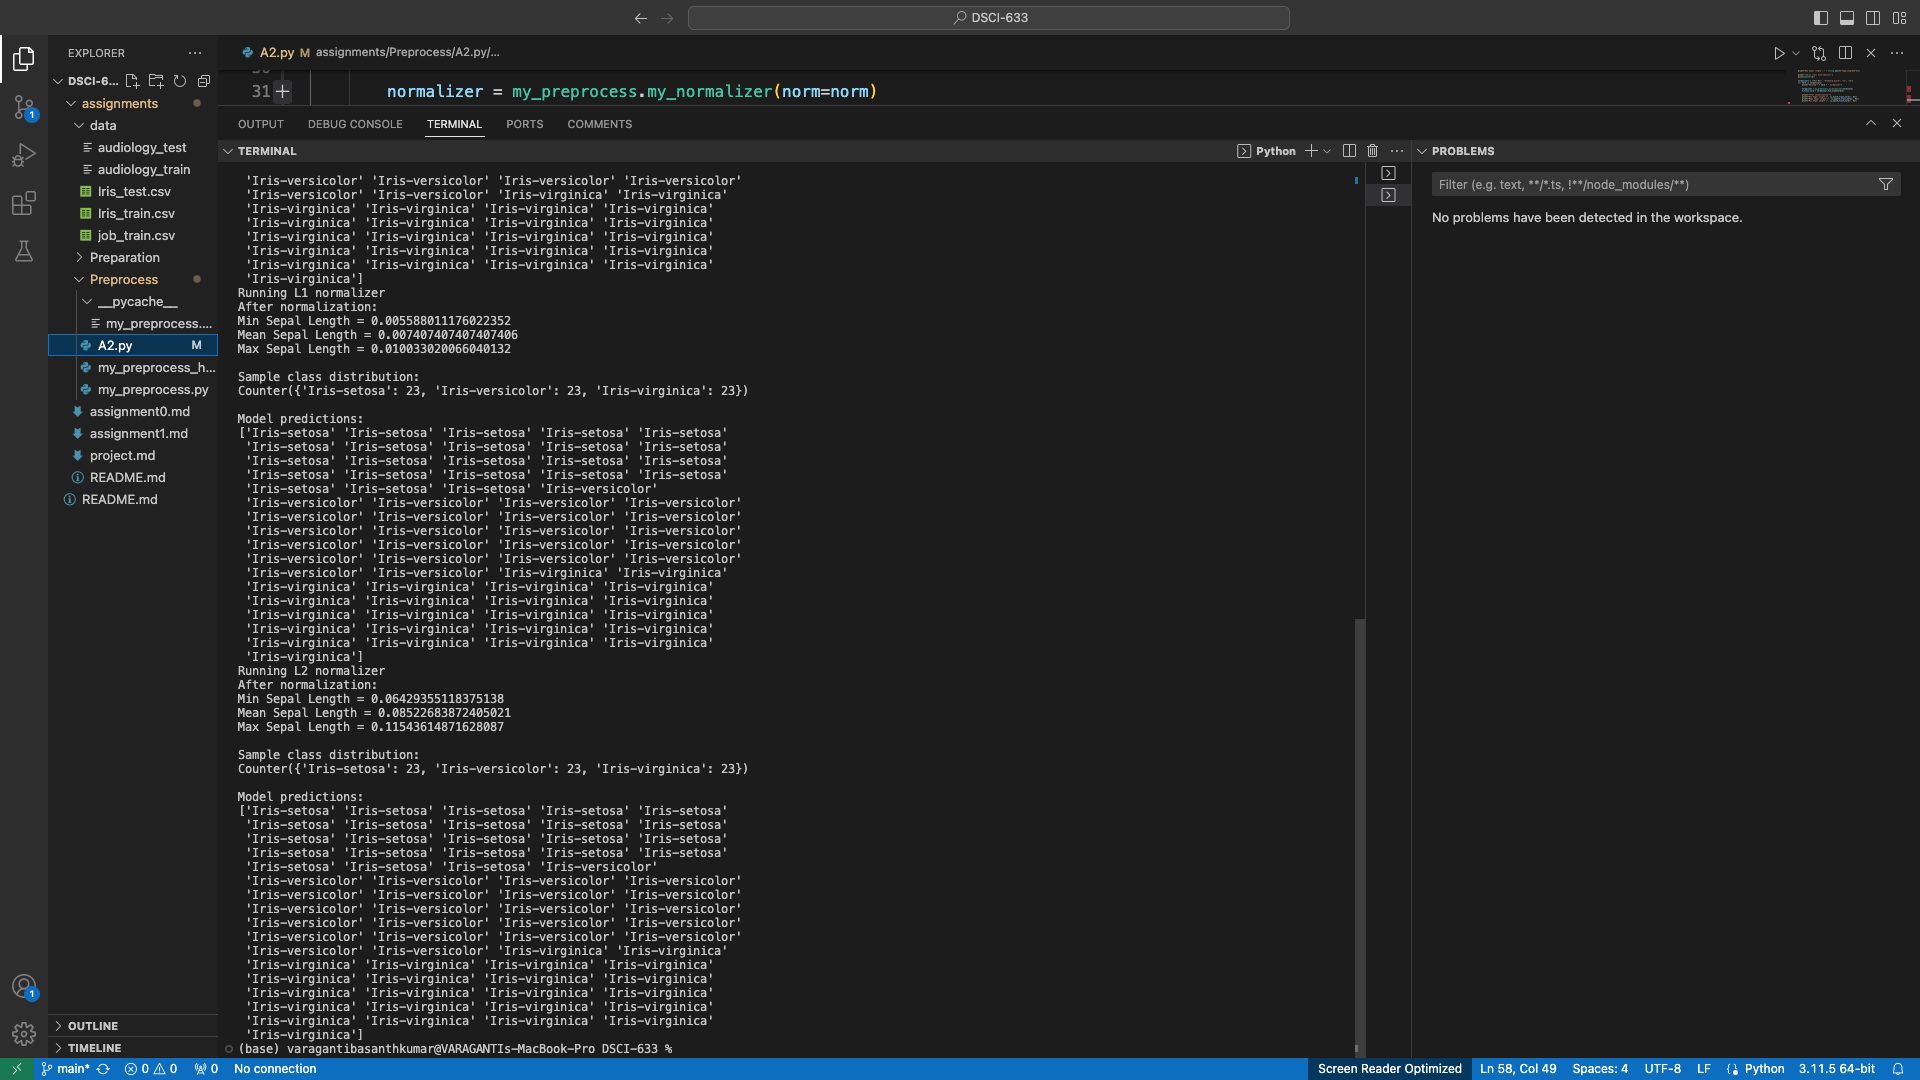 DSCI-633
EXPLORER
DSCI-6...
assignments
data
audiology_test
audiology_train
Iris_test.csv
Iris_train.csv
job_train.csv
Preparation
Preprocess
__pycache__
my_preprocess....
A2.py M
my_preprocess_h...
my_preprocess.py
assignment0.md
assignment1.md
project.md
README.md
README.md
OUTLINE
TIMELINE
1
1
A2.py M assignments/Preprocess/A2.py/...
31 normalizer = my_preprocess.my_normalizer(norm=norm)
OUTPUT DEBUG CONSOLE TERMINAL PORTS COMMENTS
TERMINAL
Python
'Iris-versicolor' 'Iris-versicolor' 'Iris-versicolor' 'Iris-versicolor'
'Iris-versicolor' 'Iris-versicolor' 'Iris-virginica' 'Iris-virginica'
'Iris-virginica' 'Iris-virginica' 'Iris-virginica' 'Iris-virginica'
'Iris-virginica' 'Iris-virginica' 'Iris-virginica' 'Iris-virginica'
'Iris-virginica' 'Iris-virginica' 'Iris-virginica' 'Iris-virginica'
'Iris-virginica' 'Iris-virginica' 'Iris-virginica' 'Iris-virginica'
'Iris-virginica' 'Iris-virginica' 'Iris-virginica' 'Iris-virginica'
'Iris-virginica']
Running L1 normalizer
After normalization:
Min Sepal Length = 0.005588011176022352
Mean Sepal Length = 0.007407407407407406
Max Sepal Length = 0.010033020066040132
Sample class distribution:
Counter({'Iris-setosa': 23, 'Iris-versicolor': 23, 'Iris-virginica': 23})
Model predictions:
['Iris-setosa' 'Iris-setosa' 'Iris-setosa' 'Iris-setosa' 'Iris-setosa'
'Iris-setosa' 'Iris-setosa' 'Iris-setosa' 'Iris-setosa' 'Iris-setosa'
'Iris-setosa' 'Iris-setosa' 'Iris-setosa' 'Iris-setosa' 'Iris-setosa'
'Iris-setosa' 'Iris-setosa' 'Iris-setosa' 'Iris-setosa' 'Iris-setosa'
'Iris-setosa' 'Iris-setosa' 'Iris-setosa' 'Iris-versicolor'
'Iris-versicolor' 'Iris-versicolor' 'Iris-versicolor' 'Iris-versicolor'
'Iris-versicolor' 'Iris-versicolor' 'Iris-versicolor' 'Iris-versicolor'
'Iris-versicolor' 'Iris-versicolor' 'Iris-versicolor' 'Iris-versicolor'
'Iris-versicolor' 'Iris-versicolor' 'Iris-versicolor' 'Iris-versicolor'
'Iris-versicolor' 'Iris-versicolor' 'Iris-versicolor' 'Iris-versicolor'
'Iris-versicolor' 'Iris-versicolor' 'Iris-virginica' 'Iris-virginica'
'Iris-virginica' 'Iris-virginica' 'Iris-virginica' 'Iris-virginica'
'Iris-virginica' 'Iris-virginica' 'Iris-virginica' 'Iris-virginica'
'Iris-virginica' 'Iris-virginica' 'Iris-virginica' 'Iris-virginica'
'Iris-virginica' 'Iris-virginica' 'Iris-virginica' 'Iris-virginica'
'Iris-virginica' 'Iris-virginica' 'Iris-virginica' 'Iris-virginica'
'Iris-virginica']
Running L2 normalizer
After normalization:
Min Sepal Length = 0.06429355118375138
Mean Sepal Length = 0.08522683872405021
Max Sepal Length = 0.11543614871628087
Sample class distribution:
Counter({'Iris-setosa': 23, 'Iris-versicolor': 23, 'Iris-virginica': 23})
Model predictions:
['Iris-setosa' 'Iris-setosa' 'Iris-setosa' 'Iris-setosa' 'Iris-setosa'
'Iris-setosa' 'Iris-setosa' 'Iris-setosa' 'Iris-setosa' 'Iris-setosa'
'Iris-setosa' 'Iris-setosa' 'Iris-setosa' 'Iris-setosa' 'Iris-setosa'
'Iris-setosa' 'Iris-setosa' 'Iris-setosa' 'Iris-setosa' 'Iris-setosa'
'Iris-setosa' 'Iris-setosa' 'Iris-setosa' 'Iris-versicolor'
'Iris-versicolor' 'Iris-versicolor' 'Iris-versicolor' 'Iris-versicolor'
'Iris-versicolor' 'Iris-versicolor' 'Iris-versicolor' 'Iris-versicolor'
'Iris-versicolor' 'Iris-versicolor' 'Iris-versicolor' 'Iris-versicolor'
'Iris-versicolor' 'Iris-versicolor' 'Iris-versicolor' 'Iris-versicolor'
'Iris-versicolor' 'Iris-versicolor' 'Iris-versicolor' 'Iris-versicolor'
'Iris-versicolor' 'Iris-versicolor' 'Iris-virginica' 'Iris-virginica'
'Iris-virginica' 'Iris-virginica' 'Iris-virginica' 'Iris-virginica'
'Iris-virginica' 'Iris-virginica' 'Iris-virginica' 'Iris-virginica'
'Iris-virginica' 'Iris-virginica' 'Iris-virginica' 'Iris-virginica'
'Iris-virginica' 'Iris-virginica' 'Iris-virginica' 'Iris-virginica'
'Iris-virginica' 'Iris-virginica' 'Iris-virginica' 'Iris-virginica'
'Iris-virginica']
(base) varagantibasanthkumar@VARAGANTIs-MacBook-Pro DSCI-633 %
PROBLEMS
Filter (e.g. text, **/*.ts, !**/node_modules/**)
No problems have been detected in the workspace.
main* 0 0 0 No connection
Screen Reader Optimized Ln 58, Col 49 Spaces: 4 UTF-8 LF Python 3.11.5 64-bit